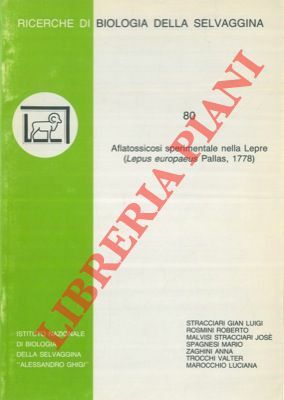 RICERCHE DI BIOLOGIA DELLA SELVAGGINA
80
Aflatossicosi sperimentale nella Lepre
(Lepus europaeus Pallas, 1778)
LIBRERIA PIANI
ISTITUTO NAZIONALE
DI BIOLOGIA
DELLA SELVAGGINA
"ALESSANDRO GHIGI"
STRACCIARI GIAN LUIGI
ROSMINI ROBERTO
MALVISI STRACCIARI JOSÈ
SPAGNESI MARIO
ZAGHINI ANNA
TROCCHI VALTER
MAROCCHIO LUCIANA